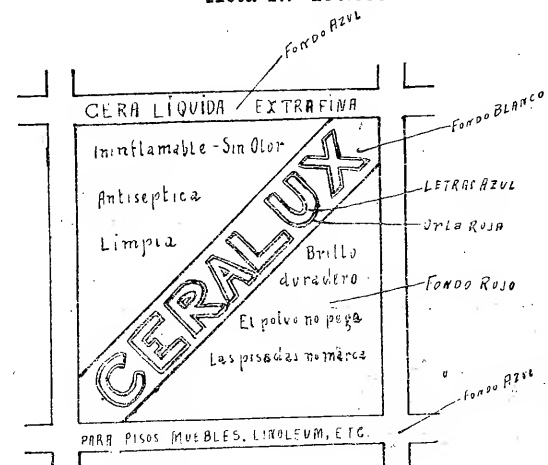 FONDO AZUL
CERA LÍQUIDA EXTRAFINA
FONDO BLANCO
Ininflamable - Sin Olor
Antiseptica
Limpia
CERALUX
LETRAS AZUL
Orla ROJA
Brillo
duradero
FONDO ROJO
El polvo no pega
Las pisadas no marca
FONDO AZUL
PARA PISOS MUEBLES, LINOLEUM, ETC.